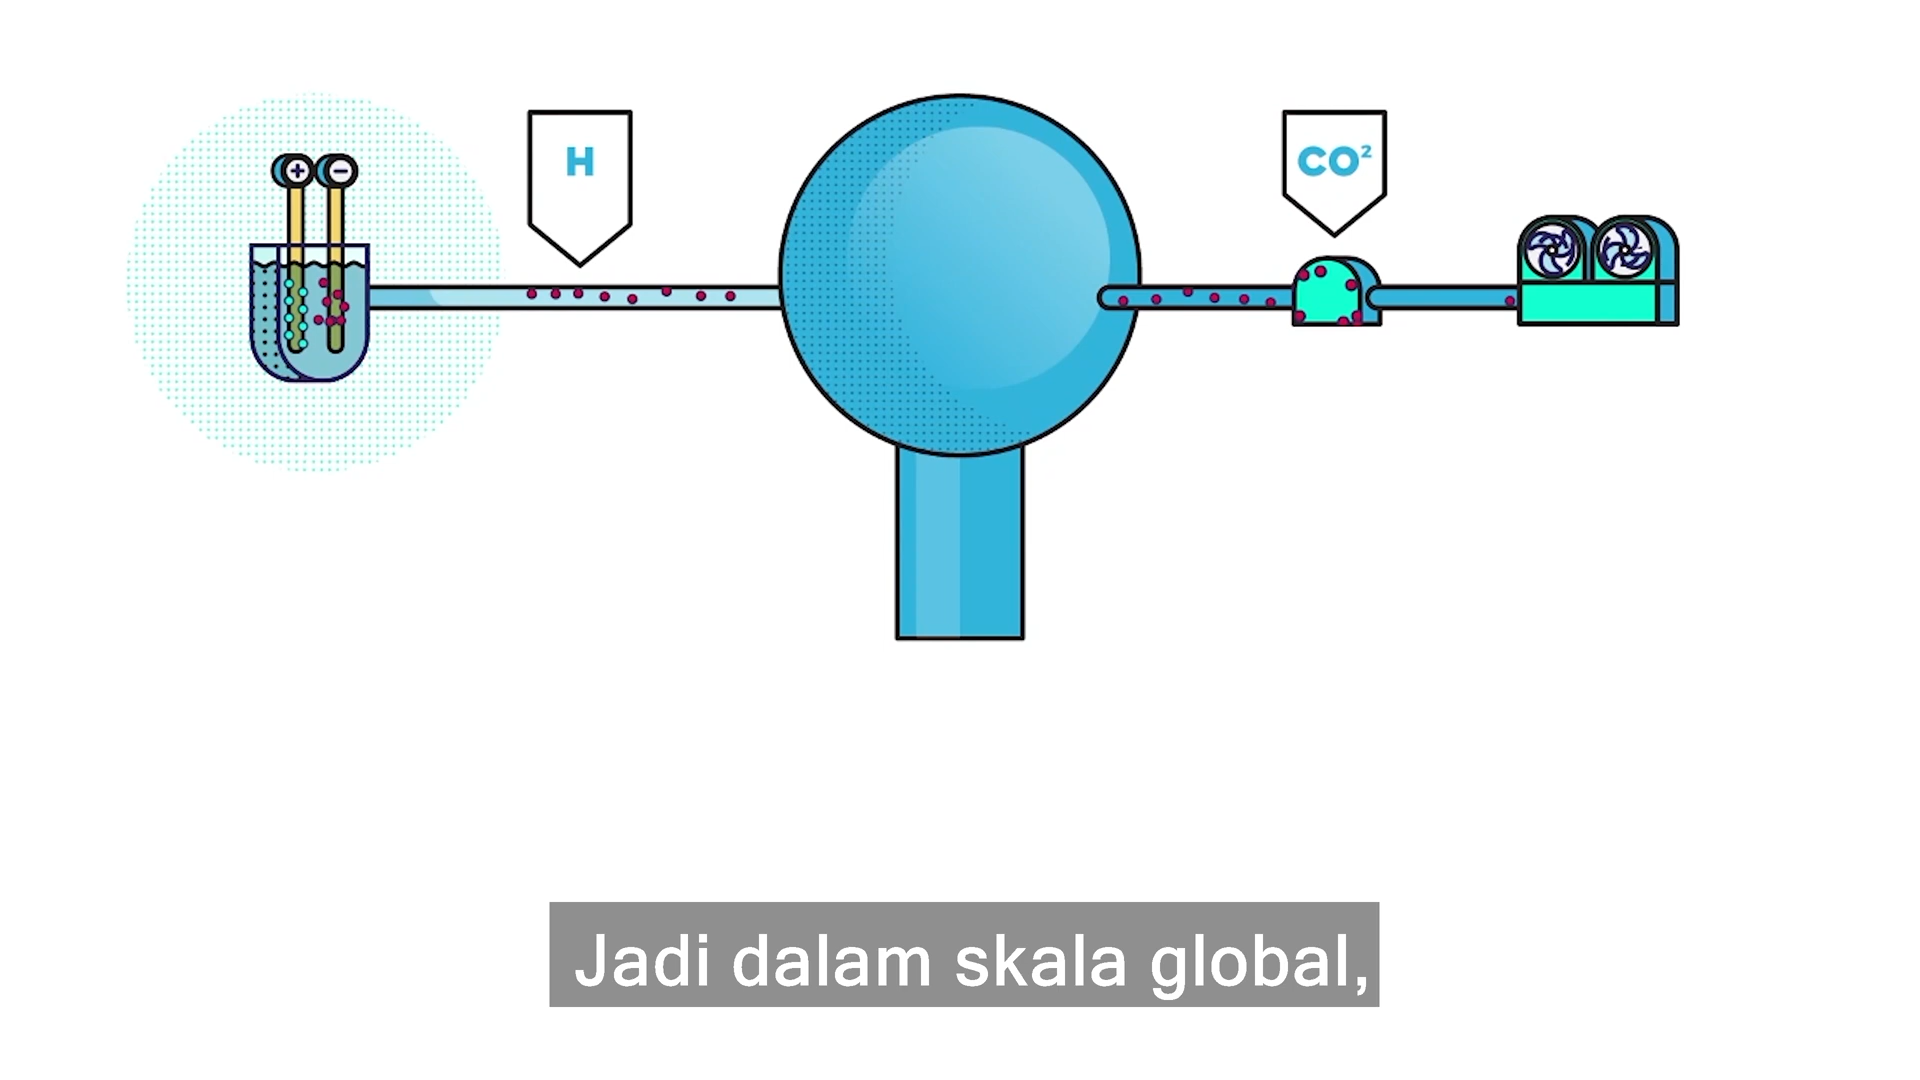 H
CO²
+ −
Jadi dalam skala global,